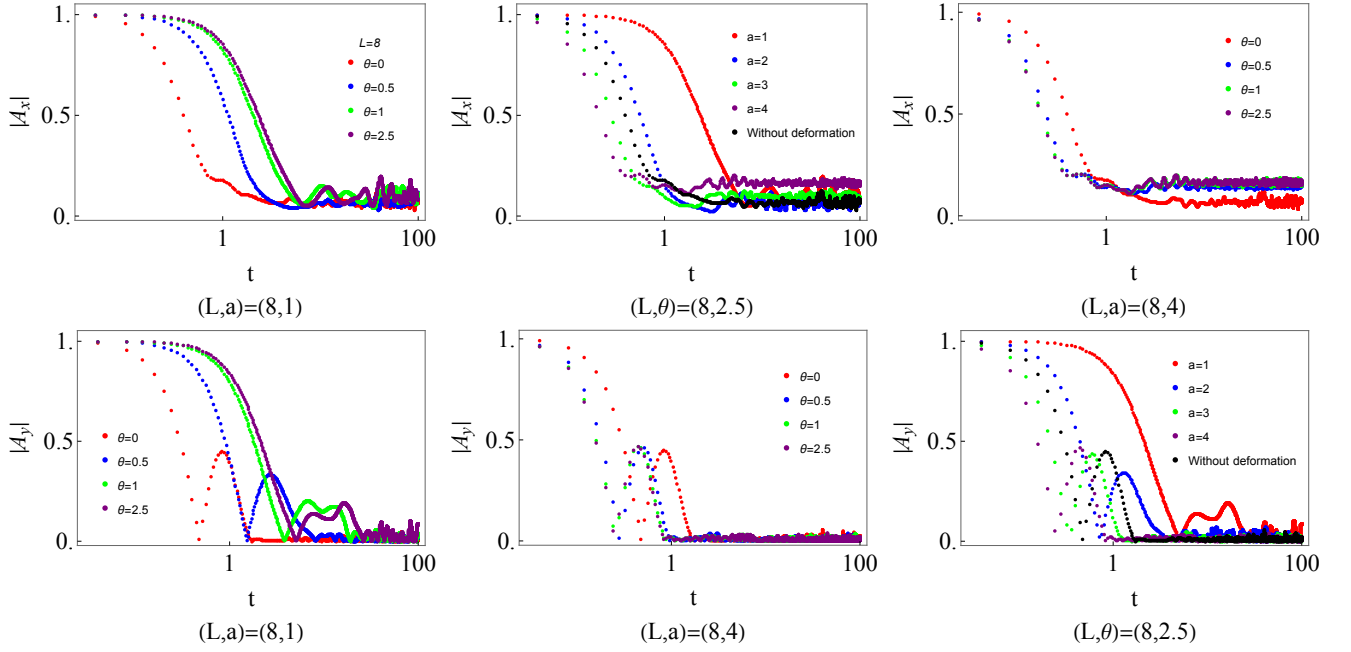 1.
0.5
0.
|A_x|
L=8
θ=0
θ=0.5
θ=1
θ=2.5
1
100
t
(L,a)=(8,1)
1.
0.5
0.
|A_x|
a=1
a=2
a=3
a=4
Without deformation
1
100
t
(L,θ)=(8,2.5)
1.
0.5
0.
|A_x|
θ=0
θ=0.5
θ=1
θ=2.5
1
100
t
(L,a)=(8,4)
1.
0.5
0.
|A_y|
θ=0
θ=0.5
θ=1
θ=2.5
1
100
t
(L,a)=(8,1)
1.
0.5
0.
|A_y|
θ=0
θ=0.5
θ=1
θ=2.5
1
100
t
(L,a)=(8,4)
1.
0.5
0.
|A_y|
a=1
a=2
a=3
a=4
Without deformation
1
100
t
(L,θ)=(8,2.5)